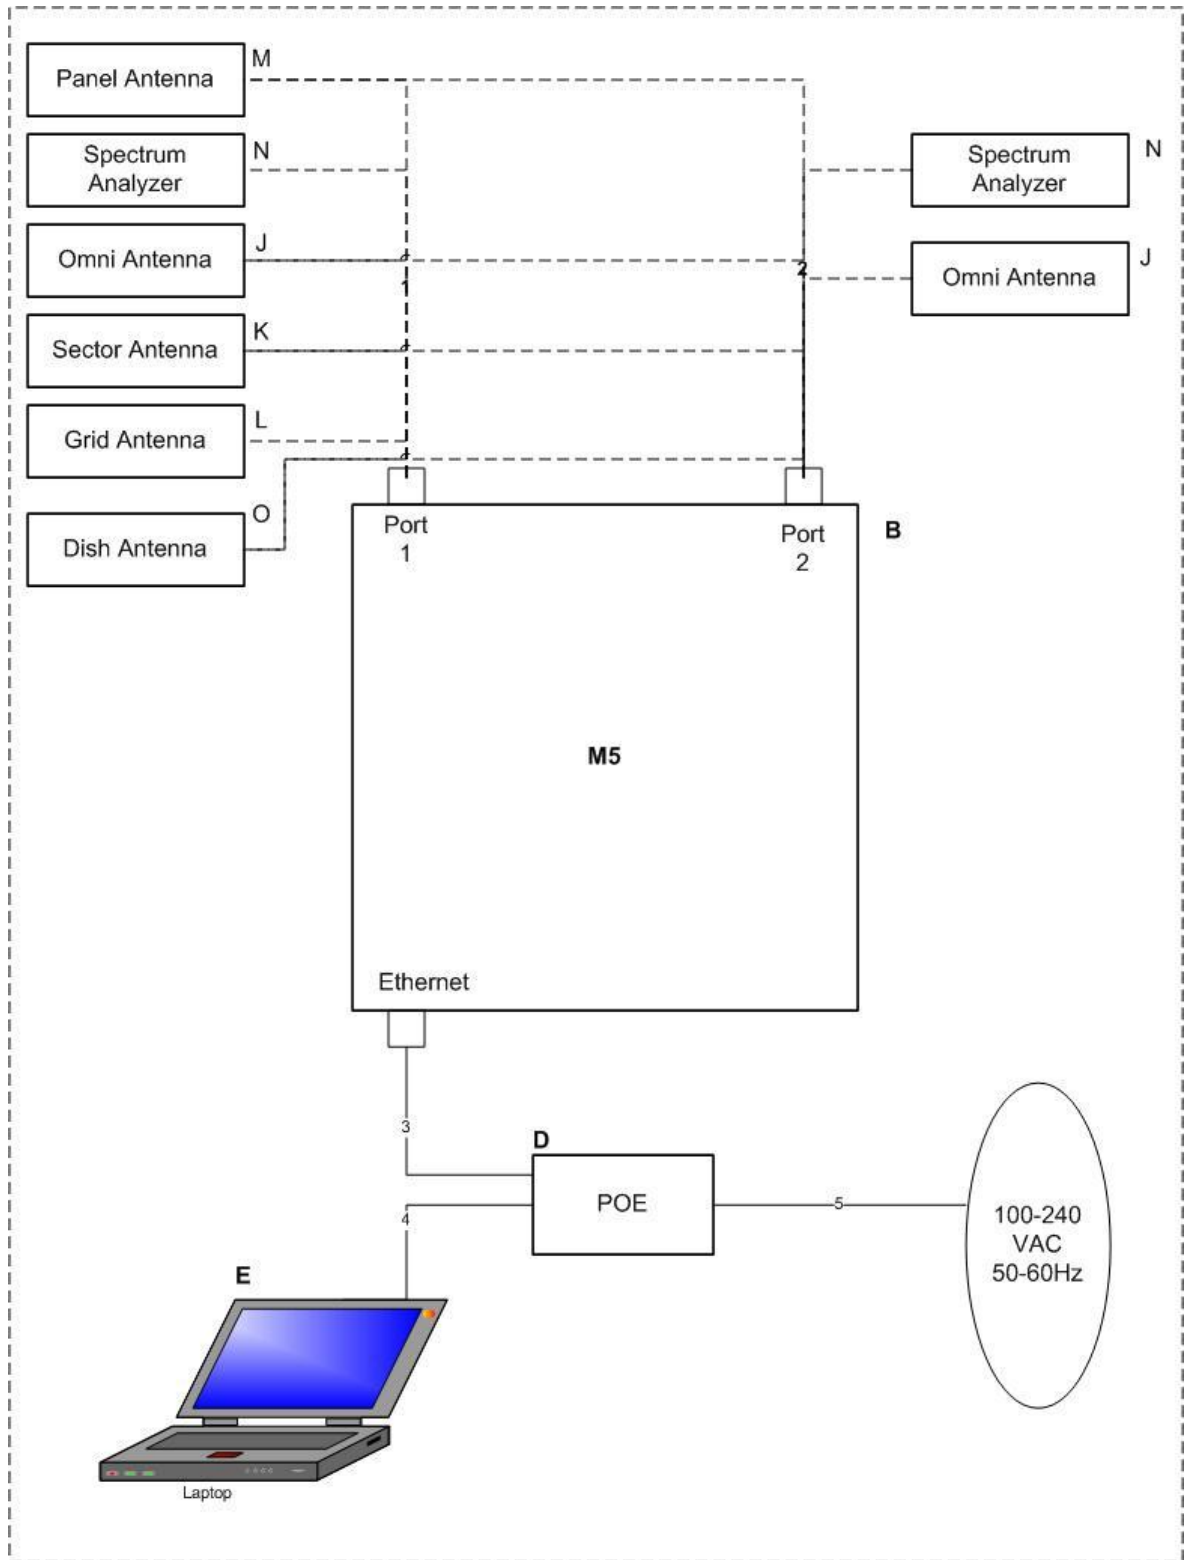 Panel Antenna
M
Spectrum
Analyzer
N
Spectrum
Analyzer
N
Omni Antenna
J
1
2
Omni Antenna
J
Sector Antenna
K
Grid Antenna
L
Dish Antenna
O
Port
1
Port
2
B
M5
Ethernet
3
D
POE
4
5
100-240
VAC
50-60Hz
E
Laptop